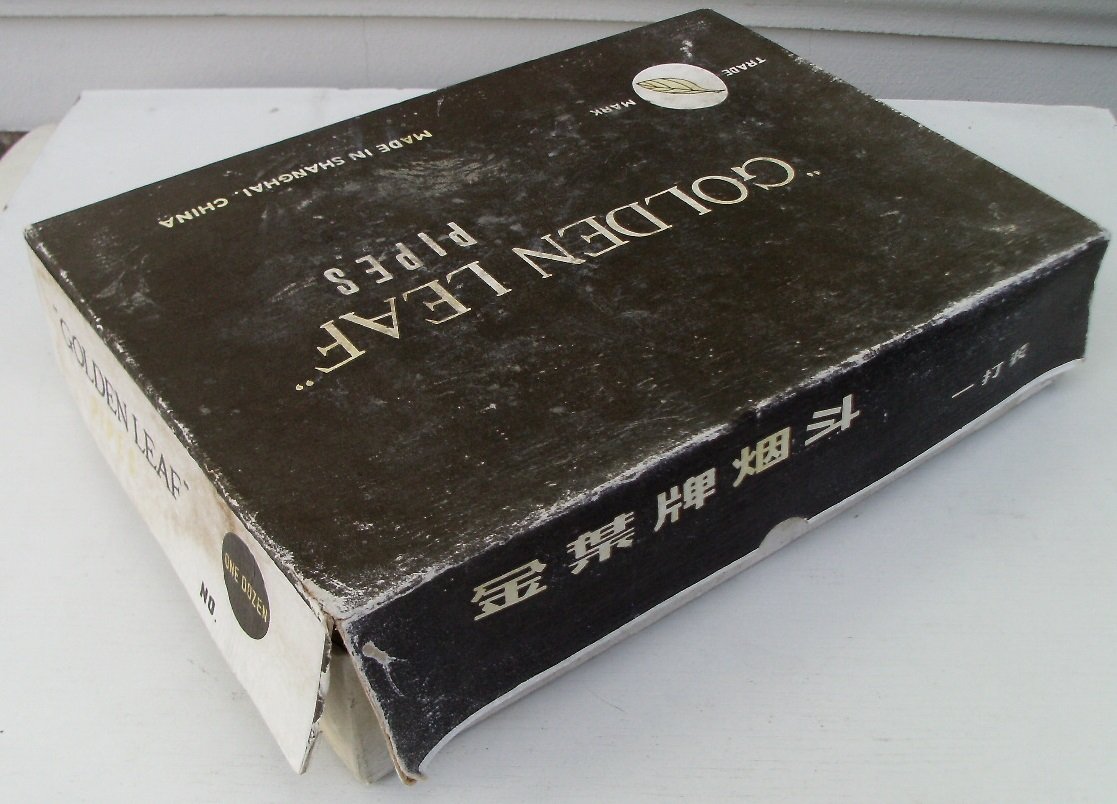 "GOLDEN LEAF"
PIPES
TRADE MARK
MADE IN SHANGHAI, CHINA
"GOLDEN LEAF"
ONE DOZEN
NO.
金葉牌烟斗
一打装